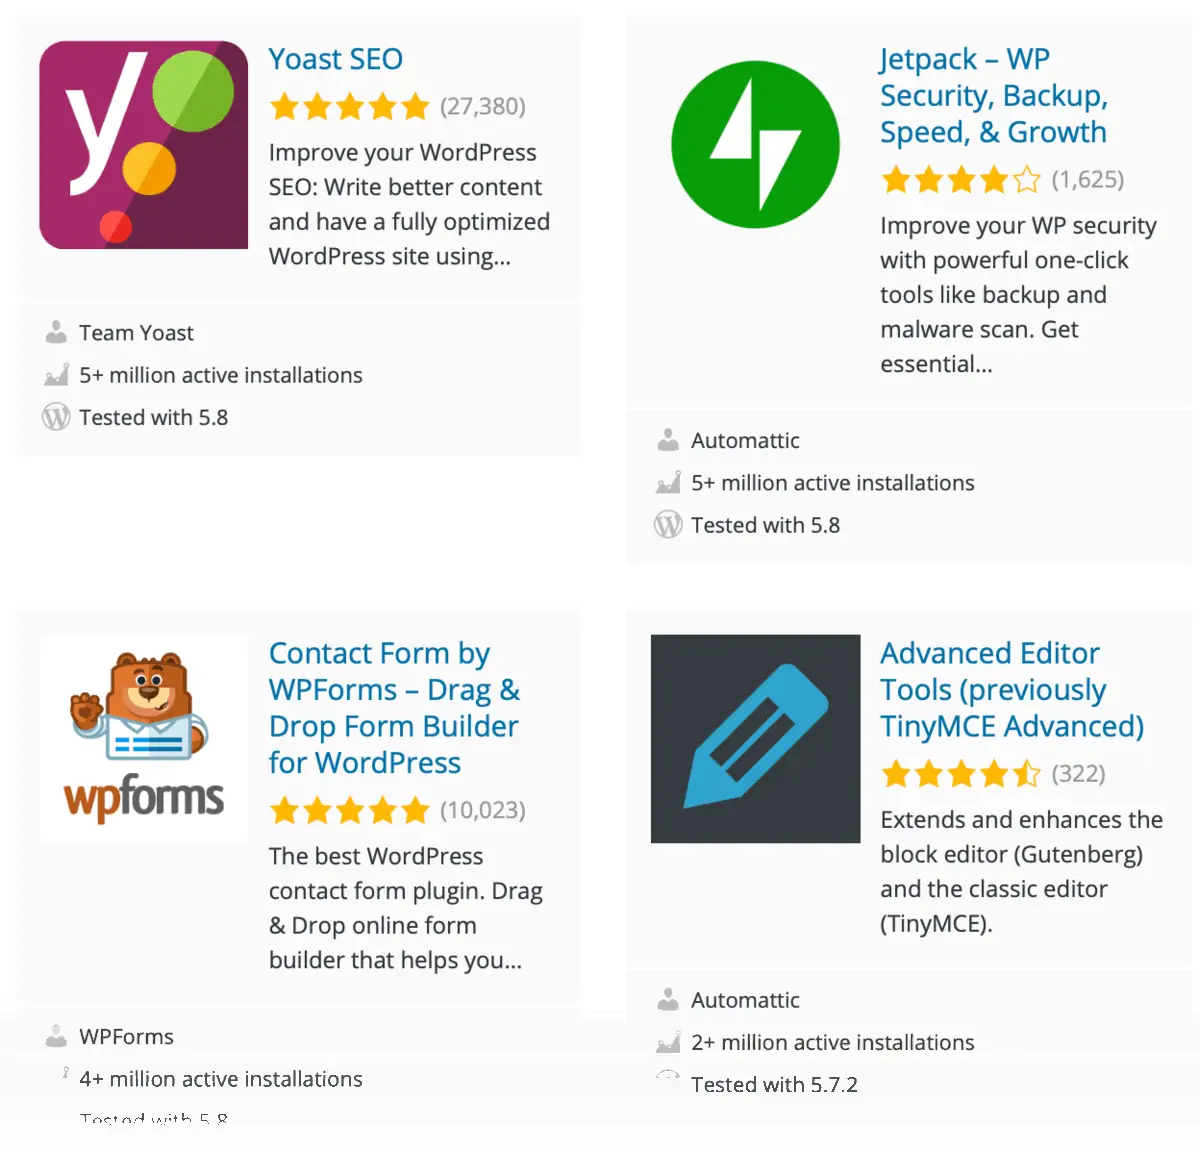 Yoast SEO
(27,380)
Improve your WordPress
SEO: Write better content
and have a fully optimized
WordPress site using...
Team Yoast
5+ million active installations
Tested with 5.8
Jetpack – WP
Security, Backup,
Speed, & Growth
(1,625)
Improve your WP security
with powerful one-click
tools like backup and
malware scan. Get
essential...
Automattic
5+ million active installations
Tested with 5.8
wpforms
Contact Form by
WPForms – Drag &
Drop Form Builder
for WordPress
(10,023)
The best WordPress
contact form plugin. Drag
& Drop online form
builder that helps you...
WPForms
4+ million active installations
Tested with 5.8
Advanced Editor
Tools (previously
TinyMCE Advanced)
(322)
Extends and enhances the
block editor (Gutenberg)
and the classic editor
(TinyMCE).
Automattic
2+ million active installations
Tested with 5.7.2